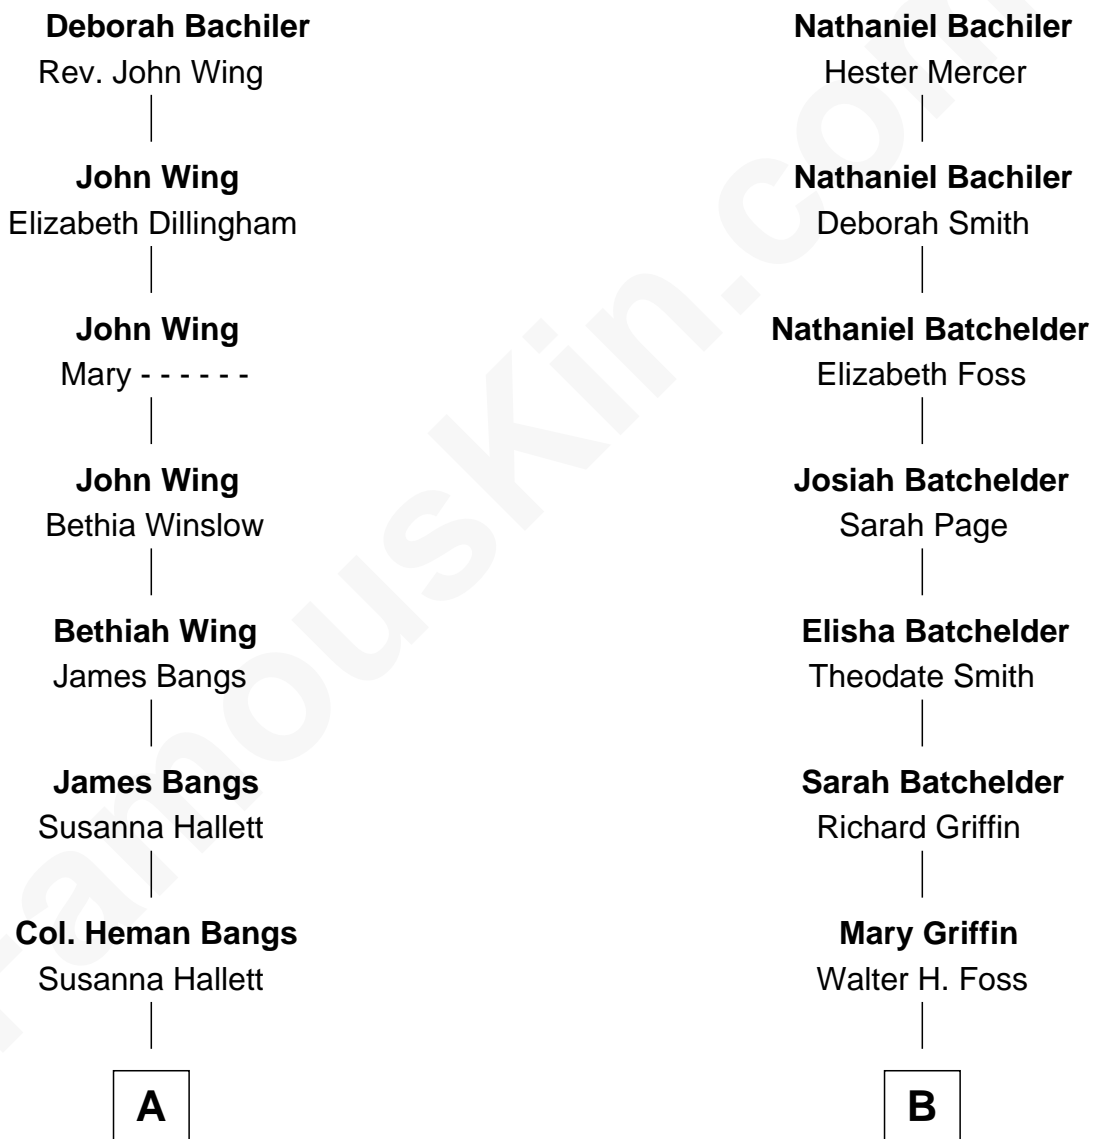 Deborah Bachiler
Rev. John Wing
John Wing
Elizabeth Dillingham
John Wing
Mary - - - - - -
John Wing
Bethia Winslow
Bethiah Wing
James Bangs
James Bangs
Susanna Hallett
Col. Heman Bangs
Susanna Hallett
A
Nathaniel Bachiler
Hester Mercer
Nathaniel Bachiler
Deborah Smith
Nathaniel Batchelder
Elizabeth Foss
Josiah Batchelder
Sarah Page
Elisha Batchelder
Theodate Smith
Sarah Batchelder
Richard Griffin
Mary Griffin
Walter H. Foss
B
FamousKin.com